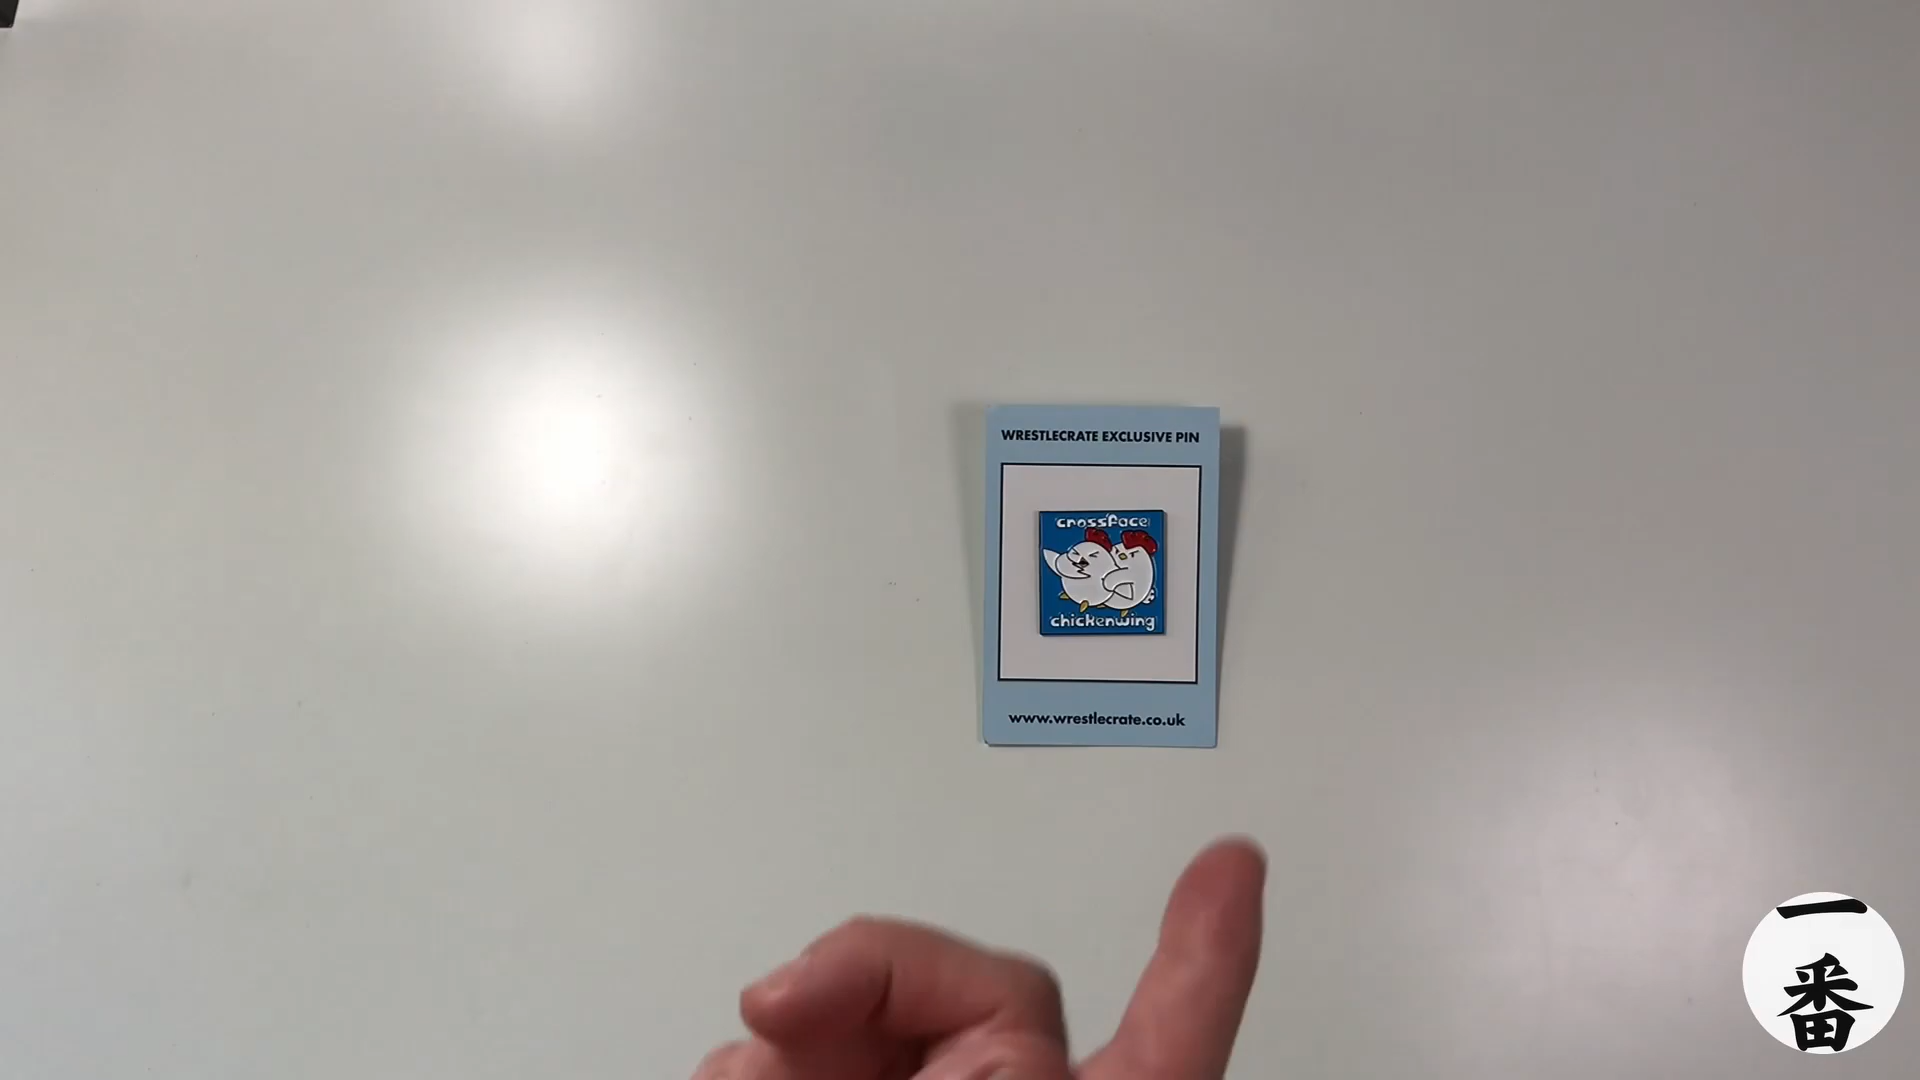 WRESTLECRATE EXCLUSIVE PIN
crossface
chickenwing
www.wrestlecrate.co.uk
一
番